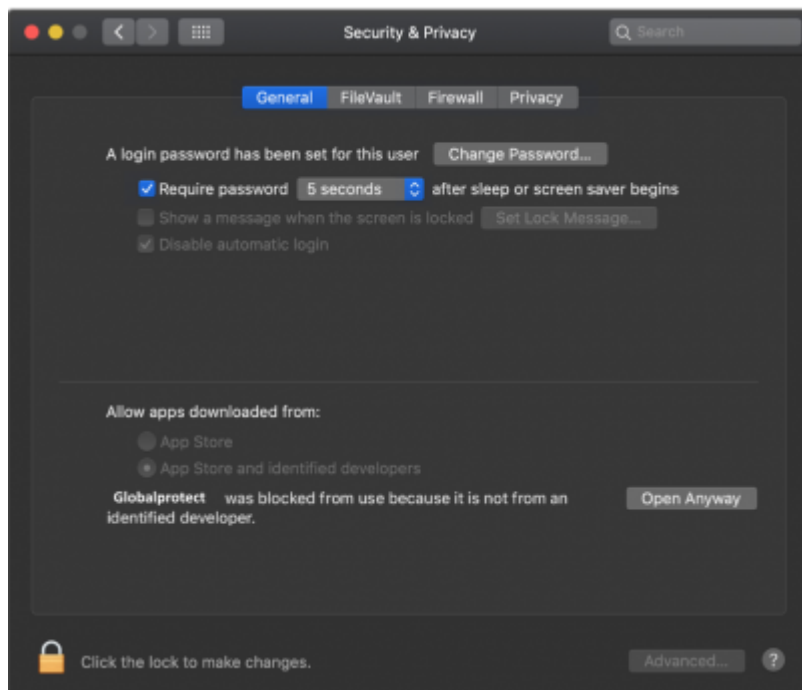 Security & Privacy
Search
General FileVault Firewall Privacy
A login password has been set for this user Change Password...
Require password 5 seconds after sleep or screen saver begins
Show a message when the screen is locked Set Lock Message...
Disable automatic login
Allow apps downloaded from:
App Store
App Store and identified developers
Globalprotect was blocked from use because it is not from an Open Anyway
identified developer.
Click the lock to make changes. Advanced... ?